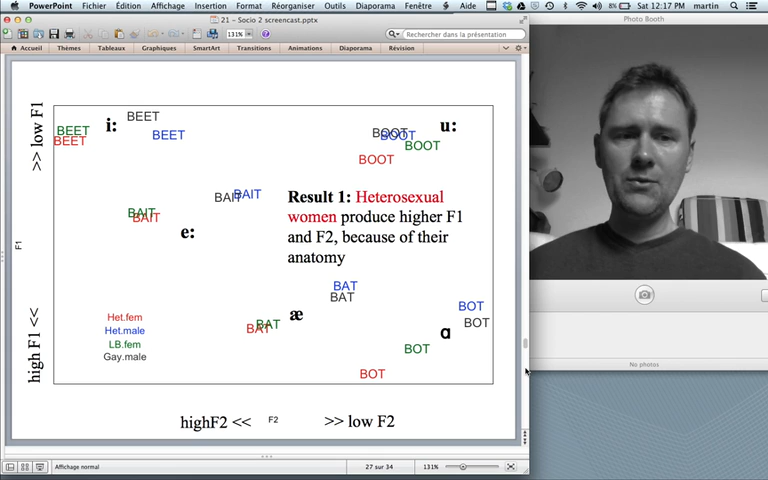 PowerPoint Fichier Édition Affichage Insertion Format Réorganiser Outils Diaporama Fenêtre Aide 8% Sat 12:17 PM martin
21 – Socio 2 screencast.pptx
Photo Booth
131%
Rechercher dans la présentation
Accueil Thèmes Tableaux Graphiques SmartArt Transitions Animations Diaporama Révision
>> low F1
F1
high F1 <<
BEET
i:
BEET
BEET
BEET
BOOT
BOOT
u:
BOOT
BOOT
BAIT
BAIT
BAIT
BAIT
e:
Result 1: Heterosexual
women produce higher F1
and F2, because of their
anatomy
BAT
BAT
æ
BAT
BAT
BOT
BOT
ɑ
BOT
BOT
Het.fem
Het.male
LB.fem
Gay.male
highF2 << F2 >> low F2
No photos
Affichage normal 27 sur 34 131%